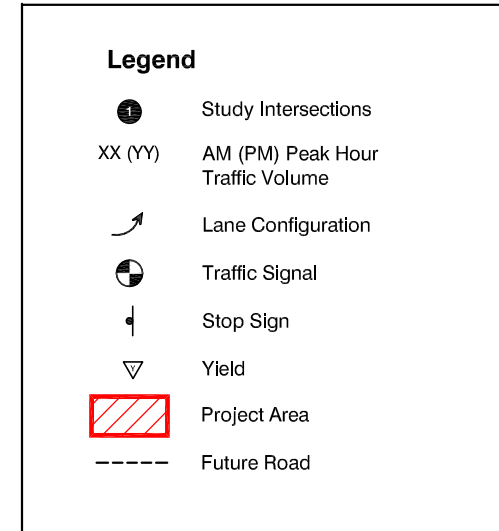 Legend
1 Study Intersections
XX (YY) AM (PM) Peak Hour
Traffic Volume
Lane Configuration
Traffic Signal
Stop Sign
Y Yield
Project Area
Future Road